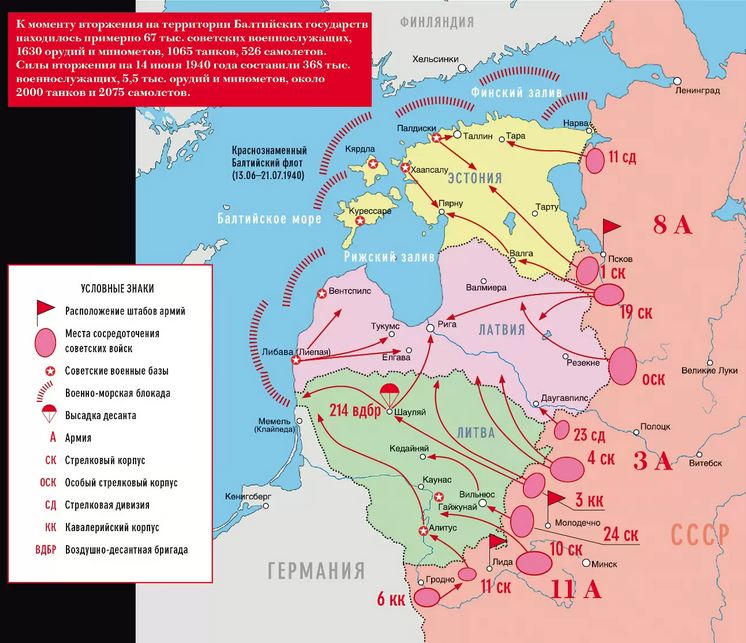 К моменту вторжения на территории Балтийских государств
находилось примерно 67 тыс. советских военнослужащих,
1630 орудий и минометов, 1065 танков, 526 самолетов.
Силы вторжения на 14 июня 1940 года составили 368 тыс.
военнослужащих, 5,5 тыс. орудий и минометов, около
2000 танков и 2075 самолетов.
ФИНЛЯНДИЯ
Хельсинки
Финский залив
Ленинград
Краснознаменный
Балтийский флот
(13.06–21.07.1940)
Палдиски
Таллин
Тара
Нарва
11 сд
Кярдла
Хаапсалу
ЭСТОНИЯ
Балтийское море
Курессаре
Пярну
Тарту
8 А
Псков
Рижский залив
Валга
1 ск
19 ск
Вентспилс
Валмиера
Тукумс
Рига
ЛАТВИЯ
Либава (Лиепая)
Елгава
Резекне
оск
Великие Луки
214 вдбр
Шауляй
Даугавпилс
23 сд
Полоцк
Мемель
(Клайпеда)
ЛИТВА
4 ск
3 А
Витебск
Кедайняй
3 кк
Каунас
Вильнюс
Гайжунай
Кенигсберг
Молодечно
24 ск
СССР
Алитус
10 ск
Минск
ГЕРМАНИЯ
Лида
Гродно
11 ск
11 А
6 кк
УСЛОВНЫЕ ЗНАКИ
Расположение штабов армий
Места сосредоточения
советских войск
Советские военные базы
Военно-морская блокада
Высадка десанта
А Армия
СК Стрелковый корпус
ОСК Особый стрелковый корпус
СД Стрелковая дивизия
КК Кавалерийский корпус
ВДБР Воздушно-десантная бригада